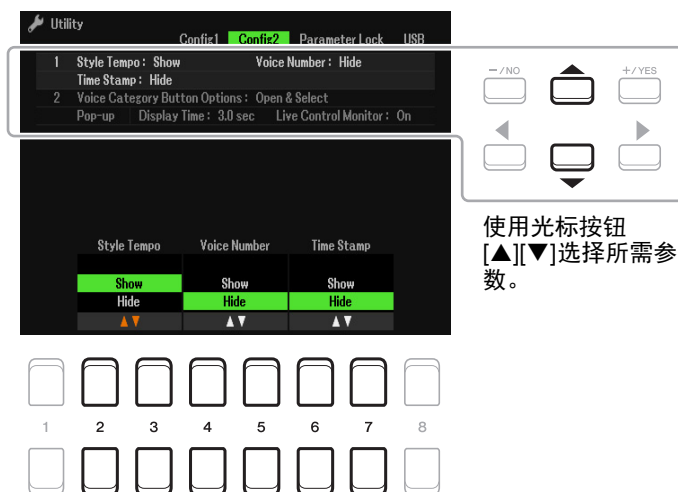 Utility
Config1 Config2 Parameter Lock USB
1 Style Tempo : Show Voice Number : Hide
Time Stamp : Hide
2 Voice Category Button Options : Open & Select
Pop-up Display Time : 3.0 sec Live Control Monitor : On
Style Tempo Voice Number Time Stamp
Show Show Show
Hide Hide Hide
▲▼ ▲▼ ▲▼
−/NO +/YES
使用光标按钮
[▲][▼]选择所需参
数。
1 2 3 4 5 6 7 8